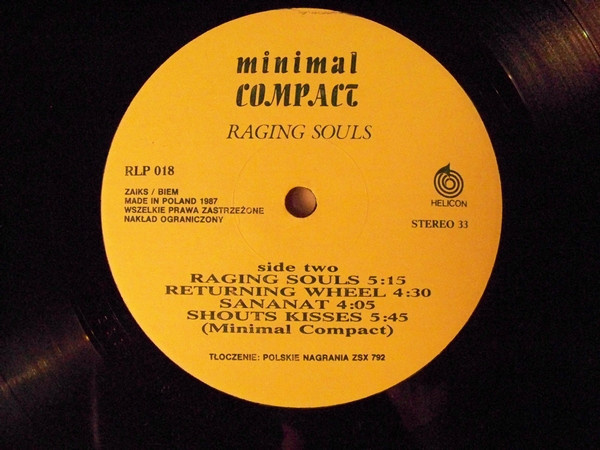 minimal
COMPACT
RAGING SOULS
RLP 018
ZAIKS / BIEM
MADE IN POLAND 1987
WSZELKIE PRAWA ZASTRZEŻONE
NAKŁAD OGRANICZONY
HELICON
STEREO 33
side two
RAGING SOULS 5:15
RETURNING WHEEL 4:30
SANANAT 4:05
SHOUTS KISSES 5:45
(Minimal Compact)
TŁOCZENIE: POLSKIE NAGRANIA ZSX 792